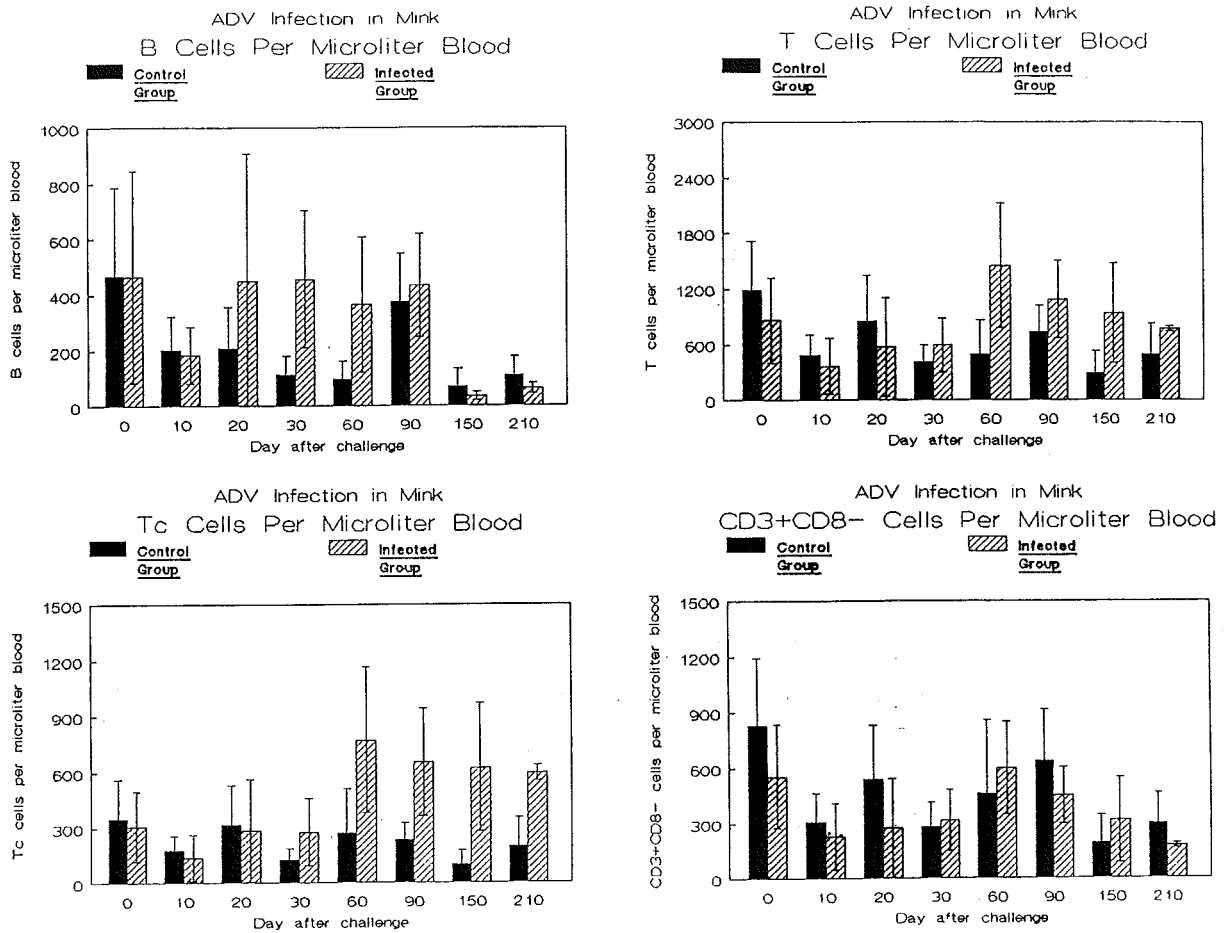 ADV Infection in Mink
B Cells Per Microliter Blood
Control Group
Infected Group
B cells per microliter blood
1000
800
600
400
200
0
0 10 20 30 60 90 150 210
Day after challenge
ADV Infection in Mink
T Cells Per Microliter Blood
Control Group
Infected Group
T cells per microliter blood
3000
2400
1800
1200
600
0
0 10 20 30 60 90 150 210
Day after challenge
ADV Infection in Mink
Tc Cells Per Microliter Blood
Control Group
Infected Group
Tc cells per microliter blood
1500
1200
900
600
300
0
0 10 20 30 60 90 150 210
Day after challenge
ADV Infection in Mink
CD3+CD8- Cells Per Microliter Blood
Control Group
Infected Group
CD3+CD8- cells per microliter blood
1500
1200
900
600
300
0
0 10 20 30 60 90 150 210
Day after challenge